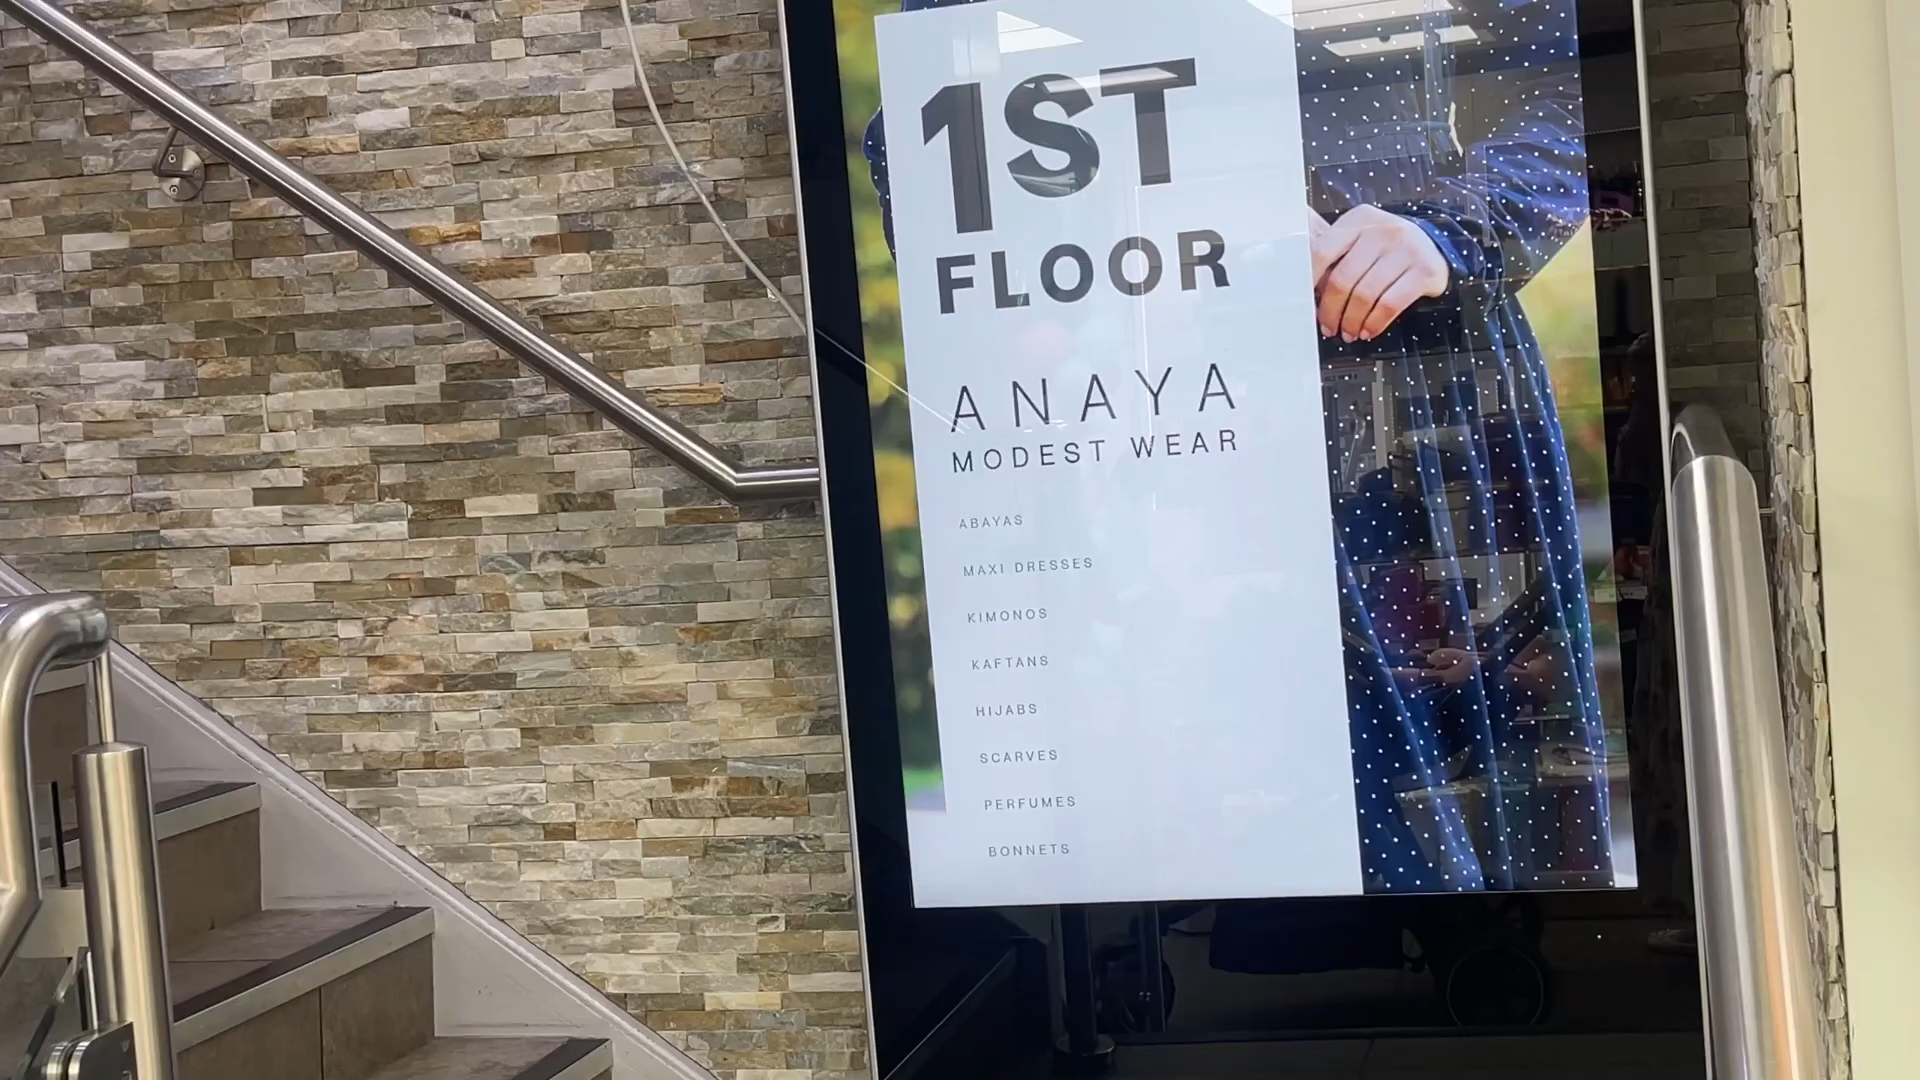 1ST
FLOOR
ANAYA
MODEST WEAR
ABAYAS
MAXI DRESSES
KIMONOS
KAFTANS
HIJABS
SCARVES
PERFUMES
BONNETS